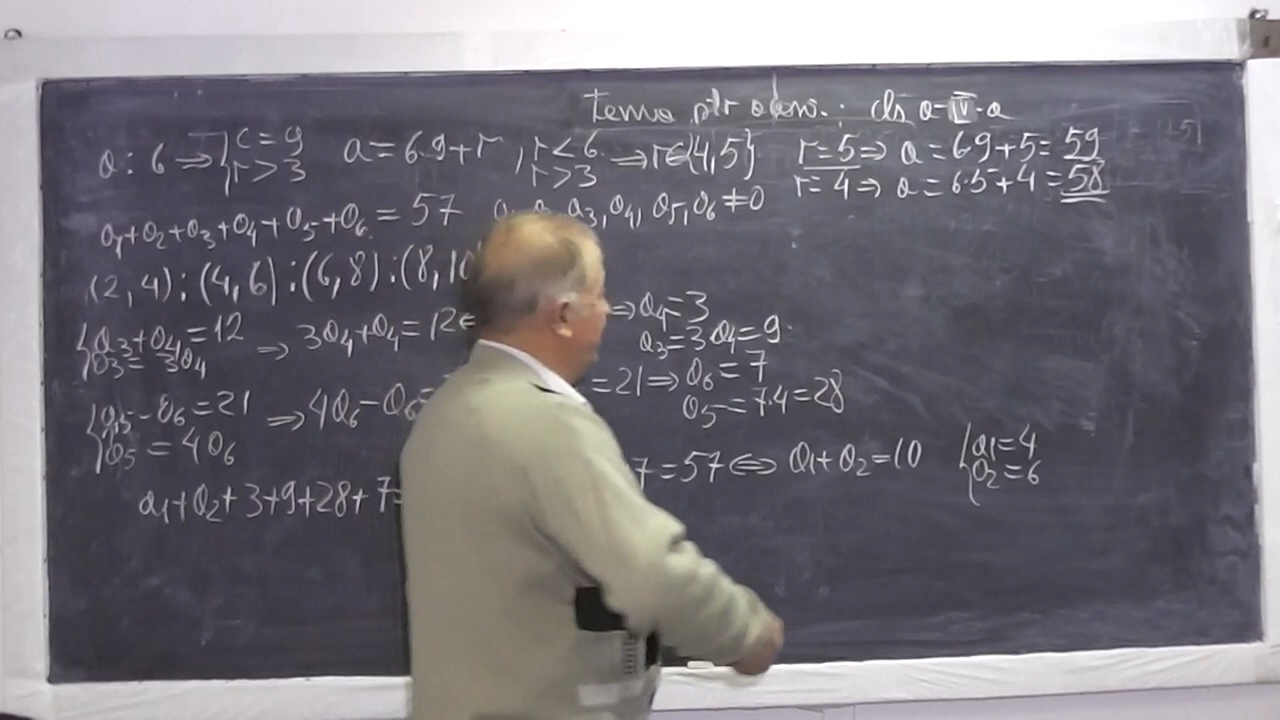 Tema ptr olim.: cls a-IV-a
a : 6 ⇒ { c = 9
r > 3
a = 6·9+r , r < 6
r > 3
⇒ r∈{4,5}
r=5 ⇒ a = 6·9+5 = 59
r=4 ⇒ a = 6·5+4 = 58
a₁+a₂+a₃+a₄+a₅+a₆ = 57
a₃, a₄, a₅, a₆ ≠ 0
(2, 4) ; (4, 6) ; (6, 8) ; (8, 10
{ a₃+a₄ = 12
a₃ = 3a₄
⇒ 3a₄+a₄ = 12
⇒ a₄ = 3
a₃ = 3a₄ = 9
{ a₅ - a₆ = 21
a₅ = 4a₆
⇒ 4a₆ - a₆ =
= 21 ⇒ a₆ = 7
a₅ = 7·4 = 28
a₁+a₂+3+9+28+7=
7 = 57 ⇔ a₁+a₂ = 10
{ a1 = 4
a₂ = 6